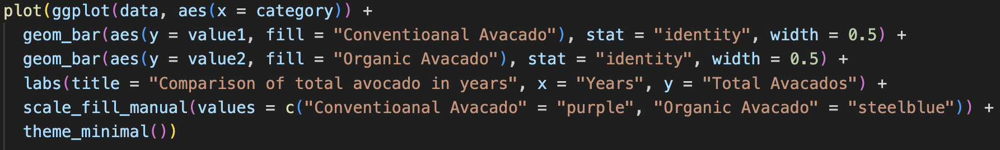 plot(ggplot(data, aes(x = category)) +
  geom_bar(aes(y = value1, fill = "Conventioanal Avacado"), stat = "identity", width = 0.5) +
  geom_bar(aes(y = value2, fill = "Organic Avacado"), stat = "identity", width = 0.5) +
  labs(title = "Comparison of total avocado in years", x = "Years", y = "Total Avacados") +
  scale_fill_manual(values = c("Conventioanal Avacado" = "purple", "Organic Avacado" = "steelblue")) +
  theme_minimal())